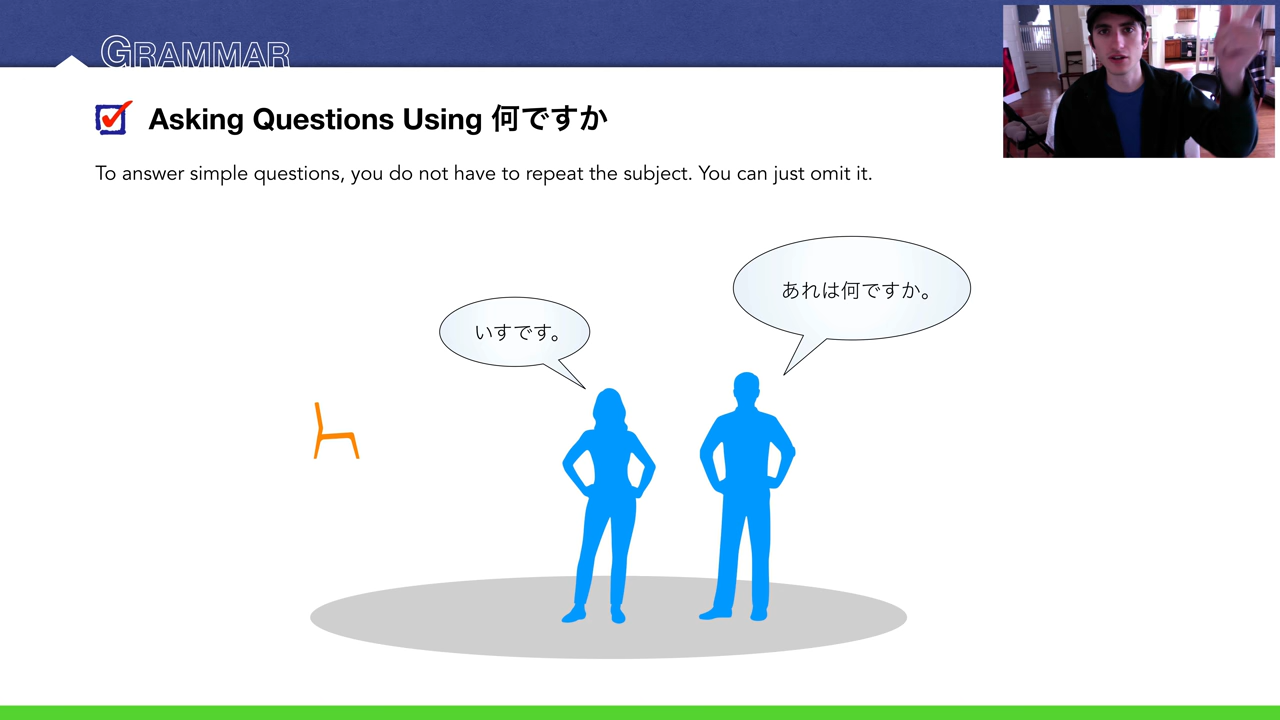 GRAMMAR
Asking Questions Using 何ですか
To answer simple questions, you do not have to repeat the subject. You can just omit it.
あれは何ですか。
いすです。